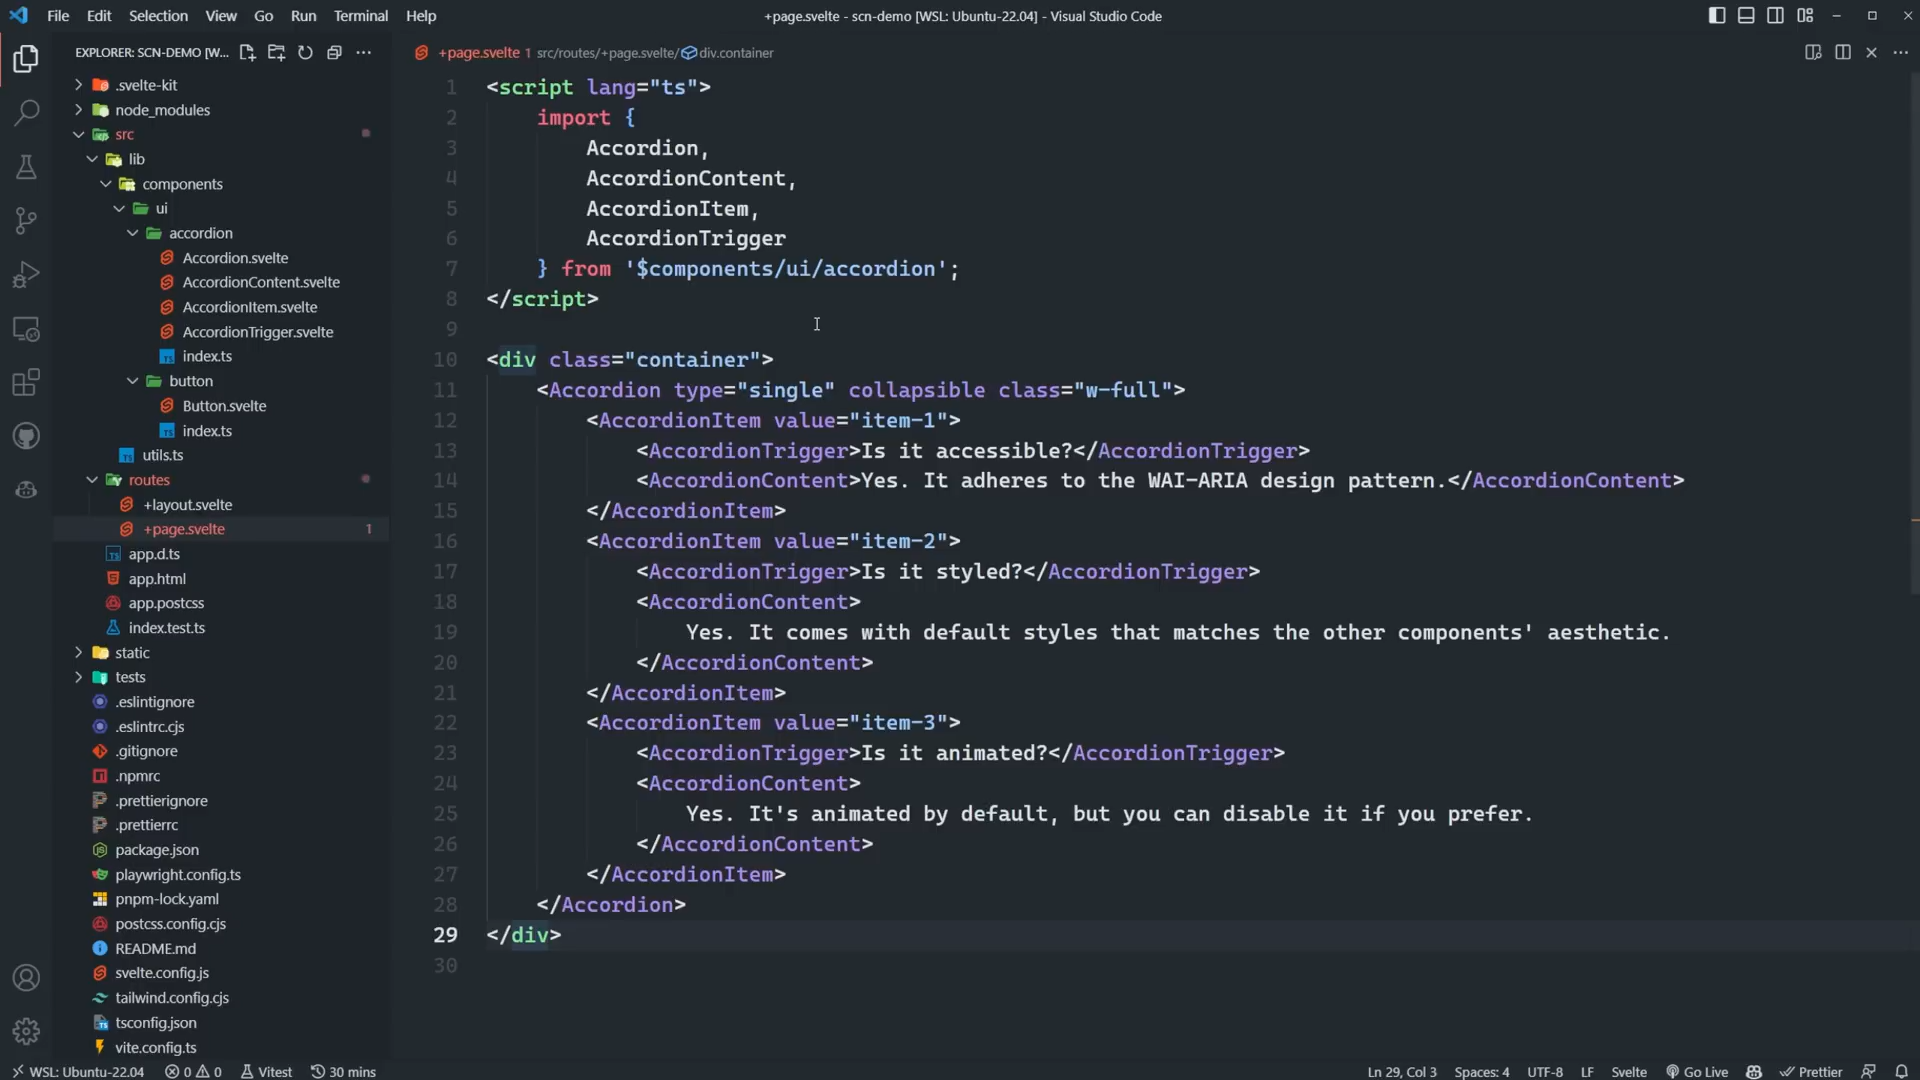 File Edit Selection View Go Run Terminal Help
+page.svelte - scn-demo [WSL: Ubuntu-22.04] - Visual Studio Code
EXPLORER: SCN-DEMO [W...
.svelte-kit
node_modules
src
lib
components
ui
accordion
Accordion.svelte
AccordionContent.svelte
AccordionItem.svelte
AccordionTrigger.svelte
index.ts
button
Button.svelte
index.ts
utils.ts
routes
+layout.svelte
+page.svelte 1
app.d.ts
app.html
app.postcss
index.test.ts
static
tests
.eslintignore
.eslintrc.cjs
.gitignore
.npmrc
.prettierignore
.prettierrc
package.json
playwright.config.ts
pnpm-lock.yaml
postcss.config.cjs
README.md
svelte.config.js
tailwind.config.cjs
tsconfig.json
vite.config.ts
+page.svelte 1 src/routes/+page.svelte/div.container
1 <script lang="ts">
2 import {
3 Accordion,
4 AccordionContent,
5 AccordionItem,
6 AccordionTrigger
7 } from '$components/ui/accordion';
8 </script>
9
10 <div class="container">
11 <Accordion type="single" collapsible class="w-full">
12 <AccordionItem value="item-1">
13 <AccordionTrigger>Is it accessible?</AccordionTrigger>
14 <AccordionContent>Yes. It adheres to the WAI-ARIA design pattern.</AccordionContent>
15 </AccordionItem>
16 <AccordionItem value="item-2">
17 <AccordionTrigger>Is it styled?</AccordionTrigger>
18 <AccordionContent>
19 Yes. It comes with default styles that matches the other components' aesthetic.
20 </AccordionContent>
21 </AccordionItem>
22 <AccordionItem value="item-3">
23 <AccordionTrigger>Is it animated?</AccordionTrigger>
24 <AccordionContent>
25 Yes. It's animated by default, but you can disable it if you prefer.
26 </AccordionContent>
27 </AccordionItem>
28 </Accordion>
29 </div>
30
WSL: Ubuntu-22.04 0 0 Vitest 30 mins
Ln 29, Col 3 Spaces: 4 UTF-8 LF Svelte Go Live Prettier